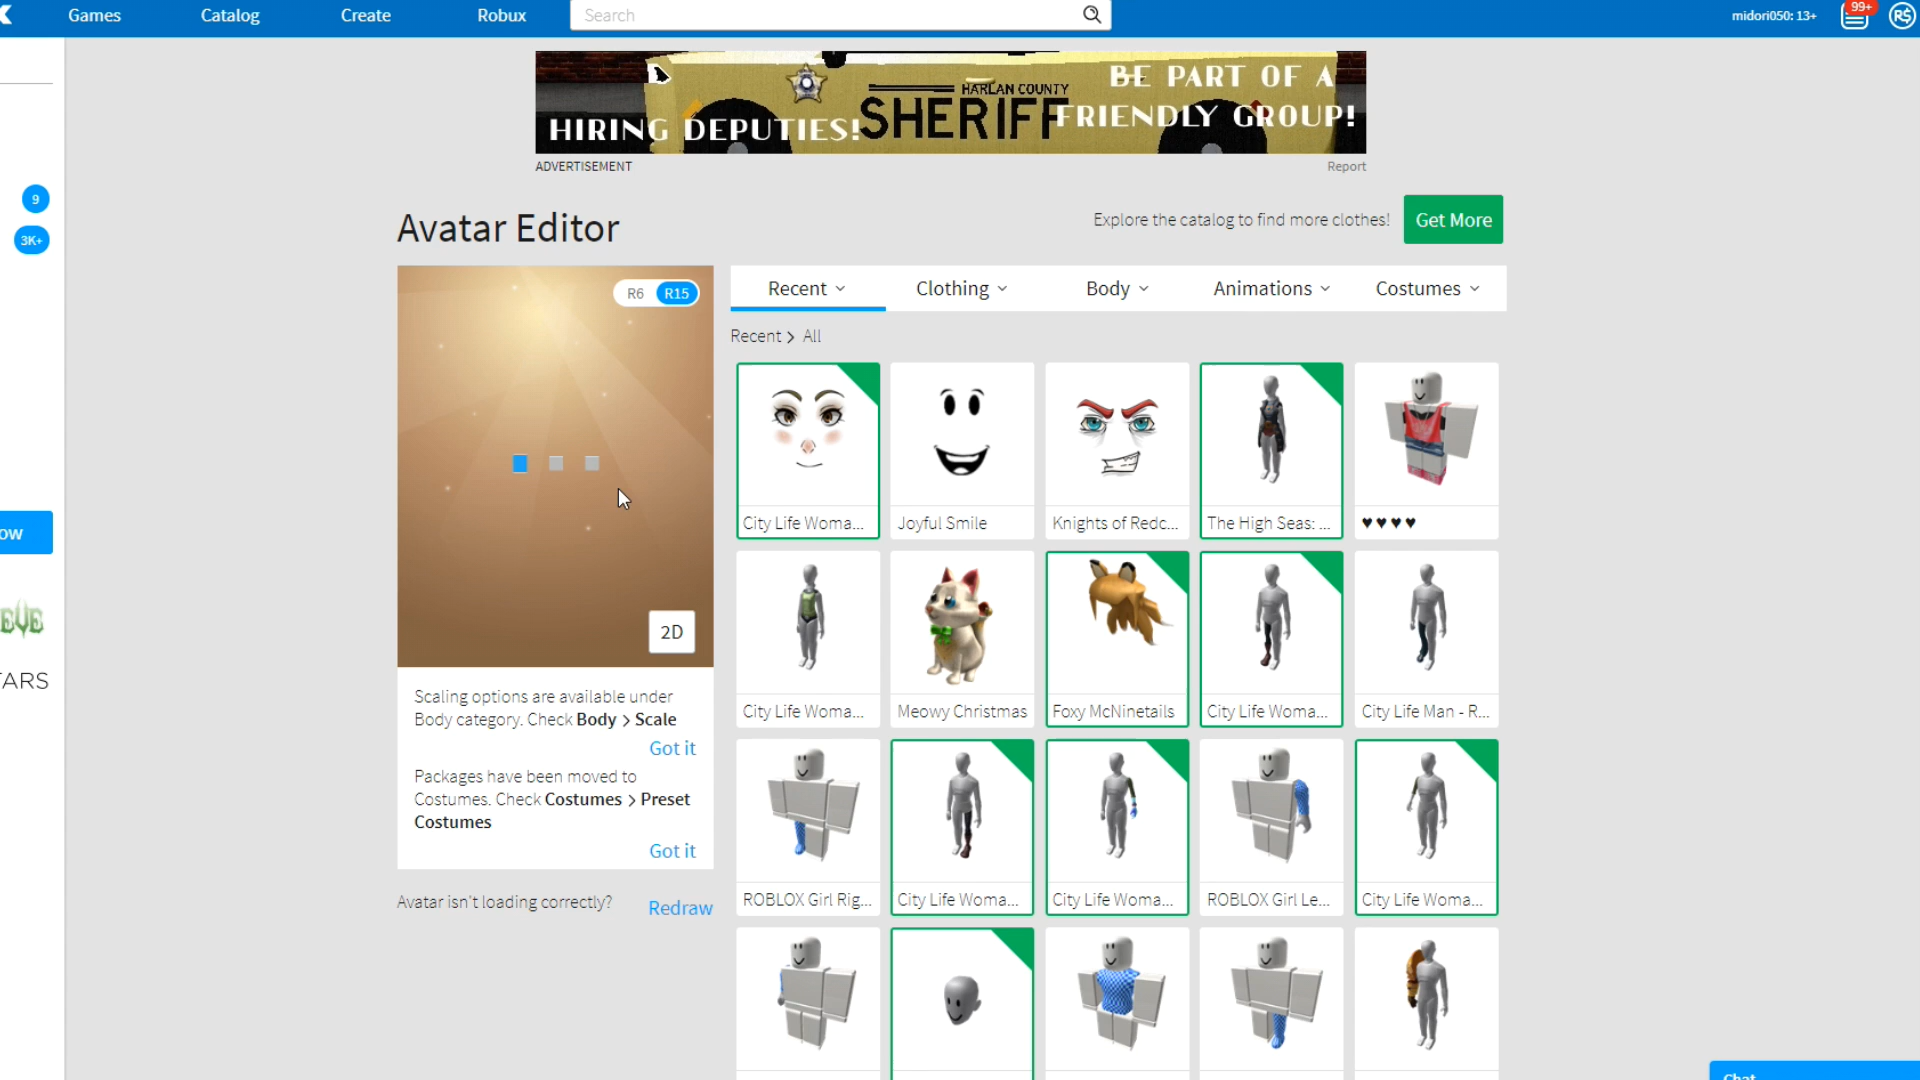 Games
Catalog
Create
Robux
Search
midori050: 13+
99+
R$
HIRING DEPUTIES!
HARLAN COUNTY
SHERIFF
BE PART OF A
FRIENDLY GROUP!
ADVERTISEMENT
Report
9
3K+
ow
EVE
TARS
Avatar Editor
Explore the catalog to find more clothes!
Get More
R6
R15
2D
Scaling options are available under
Body category. Check Body > Scale
Got it
Packages have been moved to
Costumes. Check Costumes > Preset
Costumes
Got it
Avatar isn't loading correctly?
Redraw
Recent
Clothing
Body
Animations
Costumes
Recent > All
City Life Woma...
Joyful Smile
Knights of Redc...
The High Seas: ...
♥♥♥♥
City Life Woma...
Meowy Christmas
Foxy McNinetails
City Life Woma...
City Life Man - R...
ROBLOX Girl Rig...
City Life Woma...
City Life Woma...
ROBLOX Girl Le...
City Life Woma...
Chat